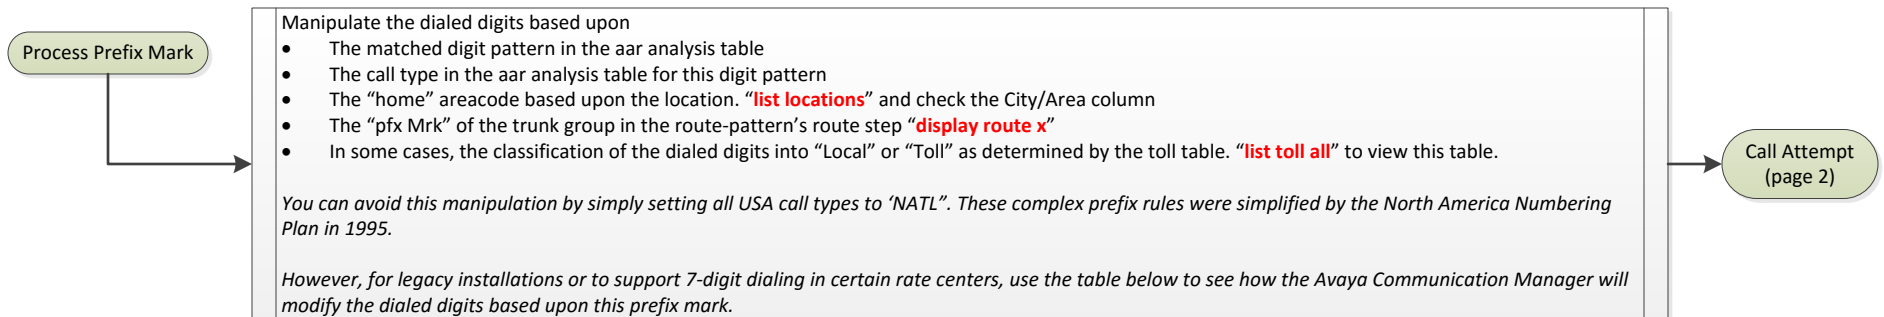 Process Prefix Mark
Manipulate the dialed digits based upon
• The matched digit pattern in the aar analysis table
• The call type in the aar analysis table for this digit pattern
• The “home” areacode based upon the location. “list locations” and check the City/Area column
• The “pfx Mrk” of the trunk group in the route-pattern’s route step “display route x”
• In some cases, the classification of the dialed digits into “Local” or “Toll” as determined by the toll table. “list toll all” to view this table.
You can avoid this manipulation by simply setting all USA call types to ‘NATL”. These complex prefix rules were simplified by the North America Numbering
Plan in 1995.
However, for legacy installations or to support 7-digit dialing in certain rate centers, use the table below to see how the Avaya Communication Manager will
modify the dialed digits based upon this prefix mark.
Call Attempt
(page 2)